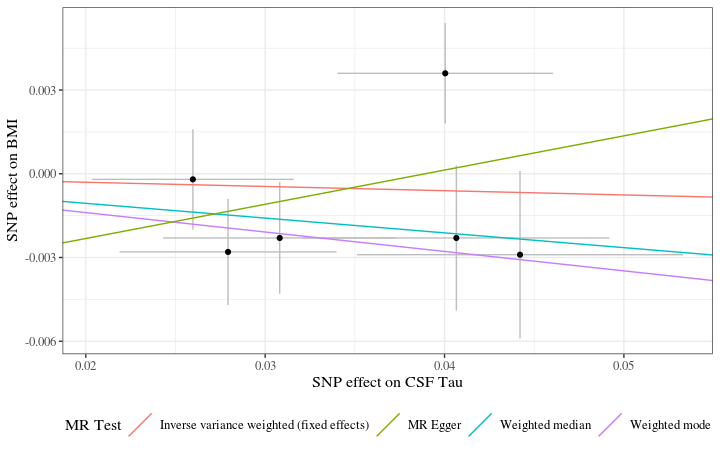 SNP effect on BMI
0.003
0.000
-0.003
-0.006
0.02 0.03 0.04 0.05
SNP effect on CSF Tau
MR Test Inverse variance weighted (fixed effects) MR Egger Weighted median Weighted mode